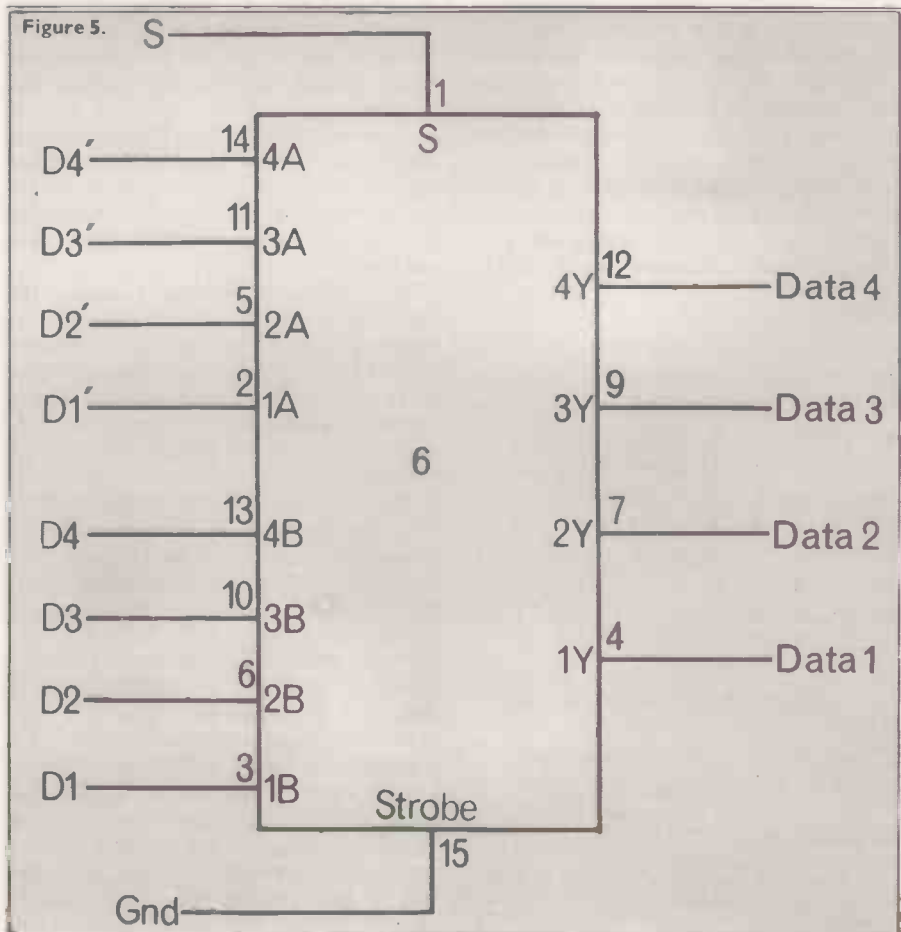 Figure 5.
S
1
S
D4′ 14 4A
D3′ 11 3A
D2′ 5 2A
D1′ 2 1A
D4 13 4B
D3 10 3B
D2 6 2B
D1 3 1B
6
4Y 12 Data 4
3Y 9 Data 3
2Y 7 Data 2
1Y 4 Data 1
Strobe
15
Gnd